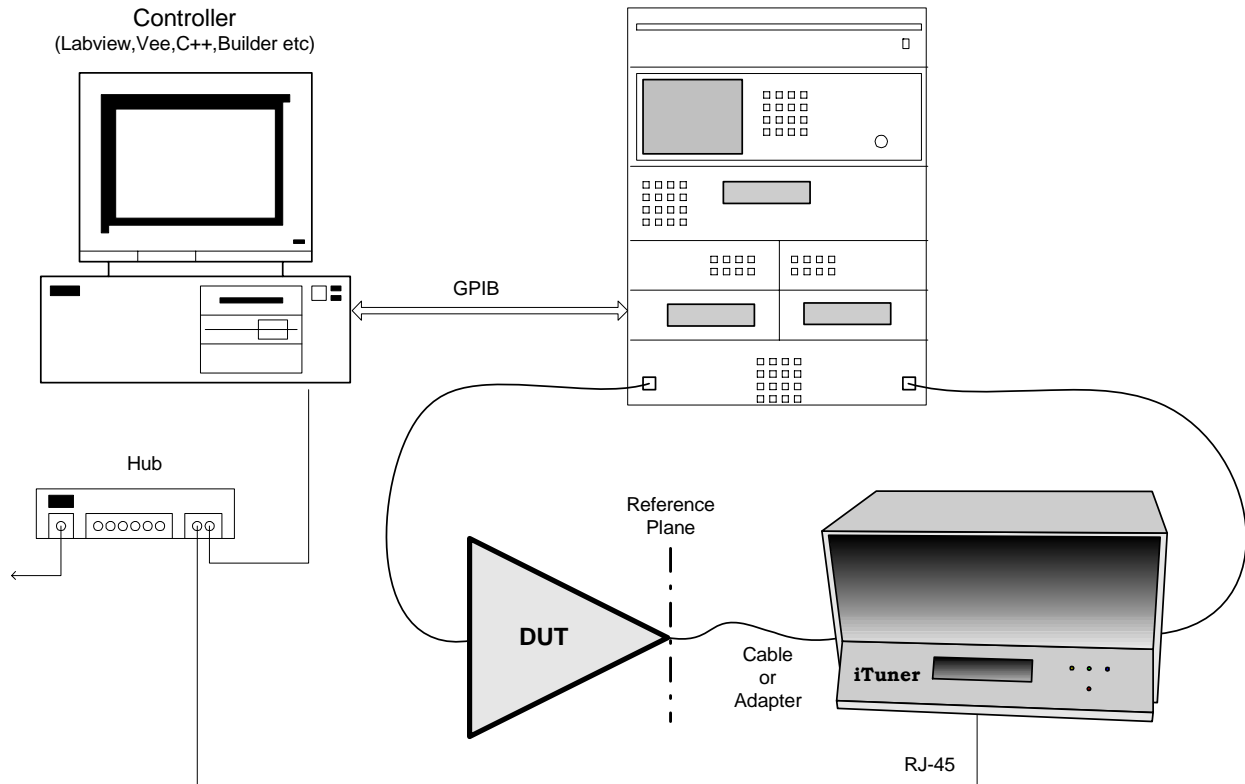 Controller
(Labview,Vee,C++,Builder etc)
GPIB
Hub
Reference
Plane
DUT
Cable
or
Adapter
iTuner
RJ-45